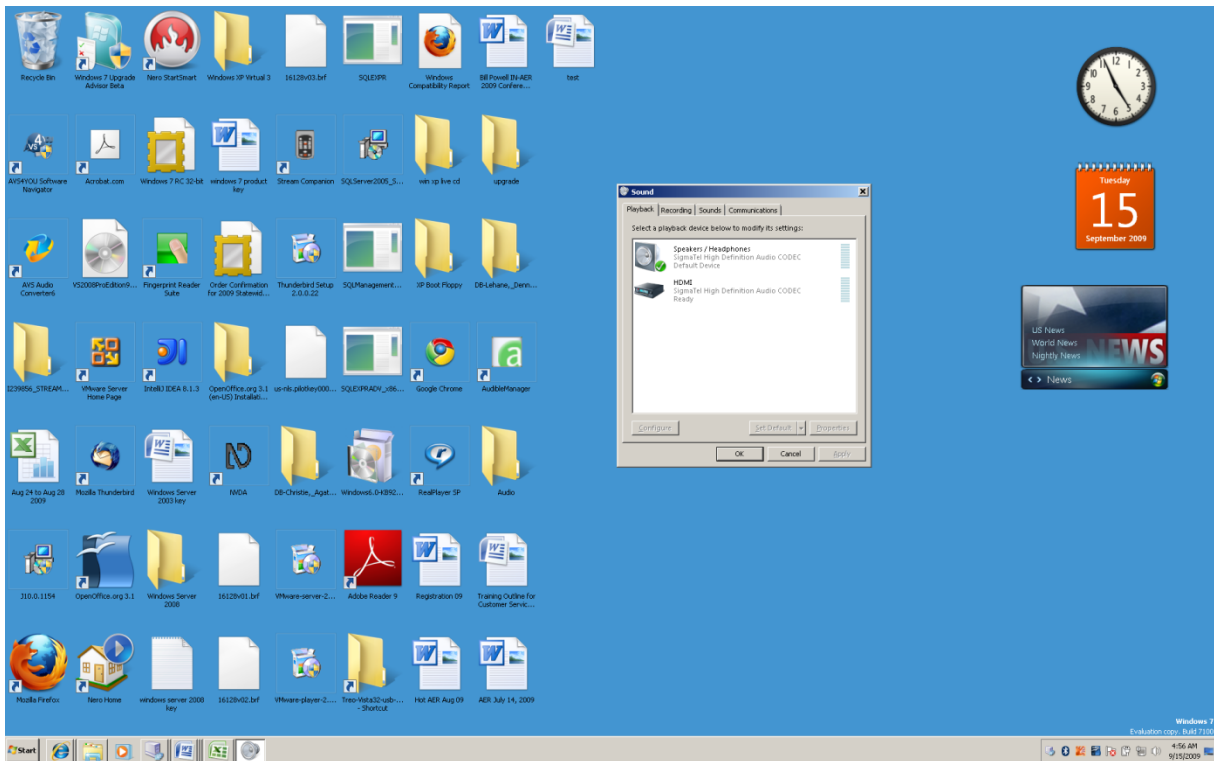 Recycle Bin
Windows 7 Upgrade
Advisor Beta
Nero StartSmart
Windows XP Virtual 3
16128v03.brf
SQLEXPR
Windows
Compatibility Report
Bill Powell IN-AER
2009 Confere...
test
AVS4YOU Software
Navigator
Acrobat.com
Windows 7 RC 32-bit
windows 7 product
key
Stream Companion
SQLServer2005_S...
win xp live cd
upgrade
AVS Audio
Converter6
VS2008ProEdition9...
Fingerprint Reader
Suite
Order Confirmation
for 2009 Statewid...
Thunderbird Setup
2.0.0.22
SQLManagement...
XP Boot Floppy
DB-Lehane,_Denn...
1239856_STREAM...
VMware Server
Home Page
IntelliJ IDEA 8.1.3
OpenOffice.org 3.1
(en-US) Installati...
us-nis.pilotkey000...
SQLEXPRADV_x86...
Google Chrome
AudibleManager
Aug 24 to Aug 28
2009
Mozilla Thunderbird
Windows Server
2003 key
NVDA
DB-Christie,_Agat...
Windows6.0-KB92...
RealPlayer SP
Audio
J10.0.1154
OpenOffice.org 3.1
Windows Server
2008
16128v01.brf
VMware-server-2...
Adobe Reader 9
Registration 09
Training Outline for
Customer Servic...
Mozilla Firefox
Nero Home
windows server 2008
key
16128v02.brf
VMware-player-2....
Treo-Vista32-usb-...
- Shortcut
Hot AER Aug 09
AER July 14, 2009
Sound
Playback
Recording
Sounds
Communications
Select a playback device below to modify its settings:
Speakers / Headphones
SigmaTel High Definition Audio CODEC
Default Device
HDMI
SigmaTel High Definition Audio CODEC
Ready
Configure
Set Default
Properties
OK
Cancel
Apply
Tuesday
15
September 2009
US News
World News
Nightly News
NEWS
< > News
Windows 7
Evaluation copy. Build 7100
Start
4:56 AM
9/15/2009